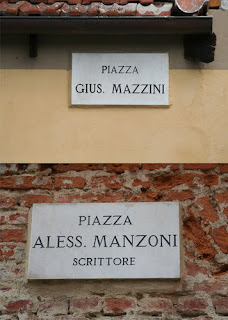 PIAZZA
GIUS. MAZZINI
PIAZZA
ALESS. MANZONI
SCRITTORE